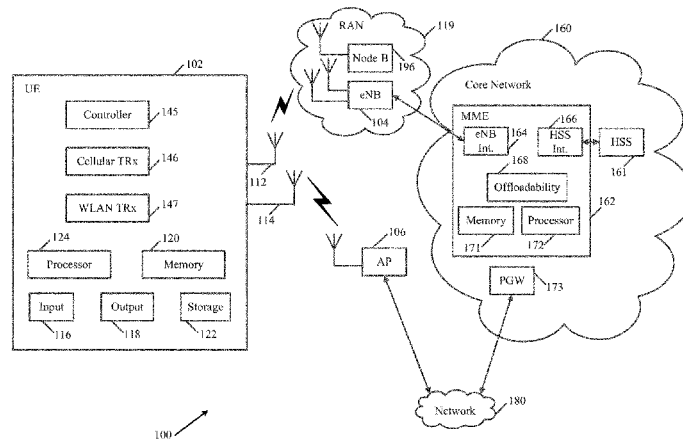 102
UE
Controller
145
Cellular TRx
146
WLAN TRx
147
124
120
Processor
Memory
Input
Output
Storage
116
118
122
112
114
100
RAN
119
Node B
196
eNB
104
106
AP
160
Core Network
MME
166
eNB
Int.
164
HSS
Int.
HSS
161
168
Offloadability
162
Memory
Processor
171
172
PGW
173
Network
180